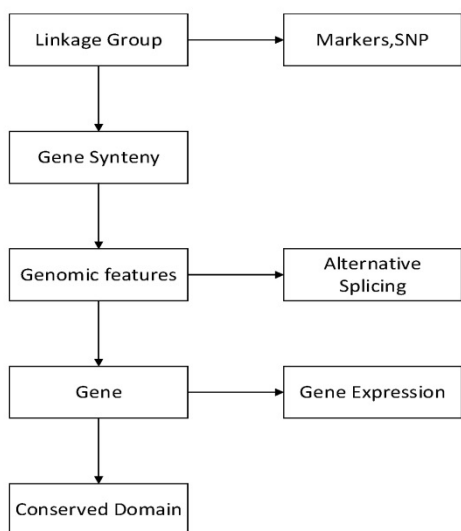 Linkage Group
Markers,SNP
Gene Synteny
Genomic features
Alternative
Splicing
Gene
Gene Expression
Conserved Domain